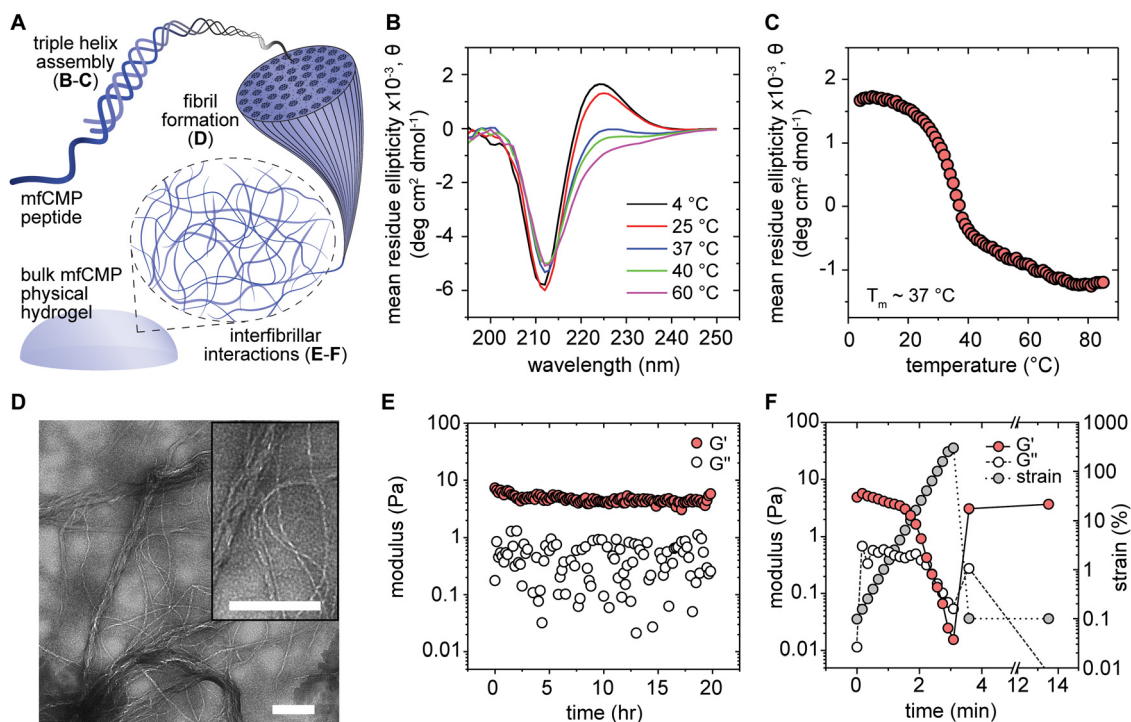 A
triple helix
assembly
(B-C)
fibril
formation
(D)
mfCMP
peptide
bulk mfCMP
physical
hydrogel
interfibrillar
interactions (E-F)
B
mean residue ellipticity x10-3, θ
(deg cm2 dmol-1)
2
0
-2
-4
-6
4 °C
25 °C
37 °C
40 °C
60 °C
200 210 220 230 240 250
wavelength (nm)
C
mean residue ellipticity x10-3, θ
(deg cm2 dmol-1)
2
1
0
-1
Tm ~ 37 °C
0 20 40 60 80
temperature (°C)
D
E
modulus (Pa)
100
10
1
0.1
0.01
G'
G"
0 5 10 15 20
time (hr)
F
modulus (Pa)
100
10
1
0.1
0.01
G'
G"
strain
1000
100
10
1
0.1
0.01
strain (%)
0 2 4 12 14
time (min)